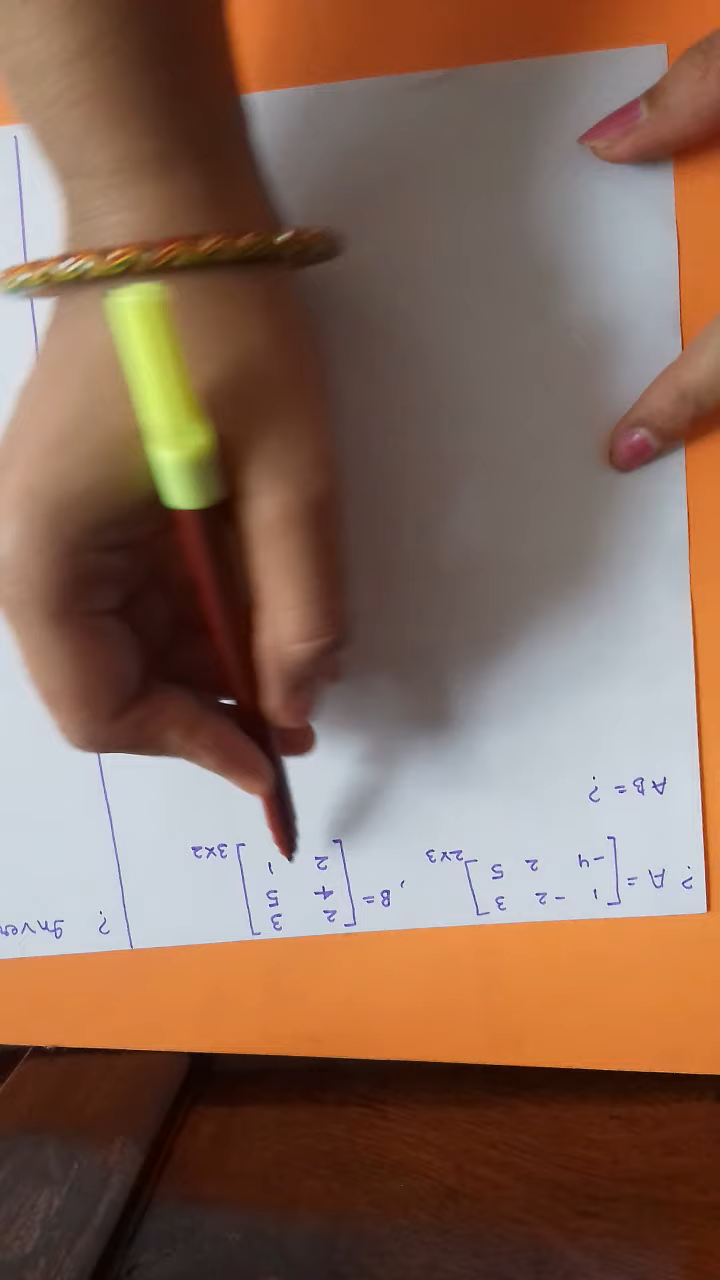 ? A = [ 1 -2 3
-4 2 5 ]2x3 , B = [ 2 3
4 5
2 1 ]3x2
AB = ?
?